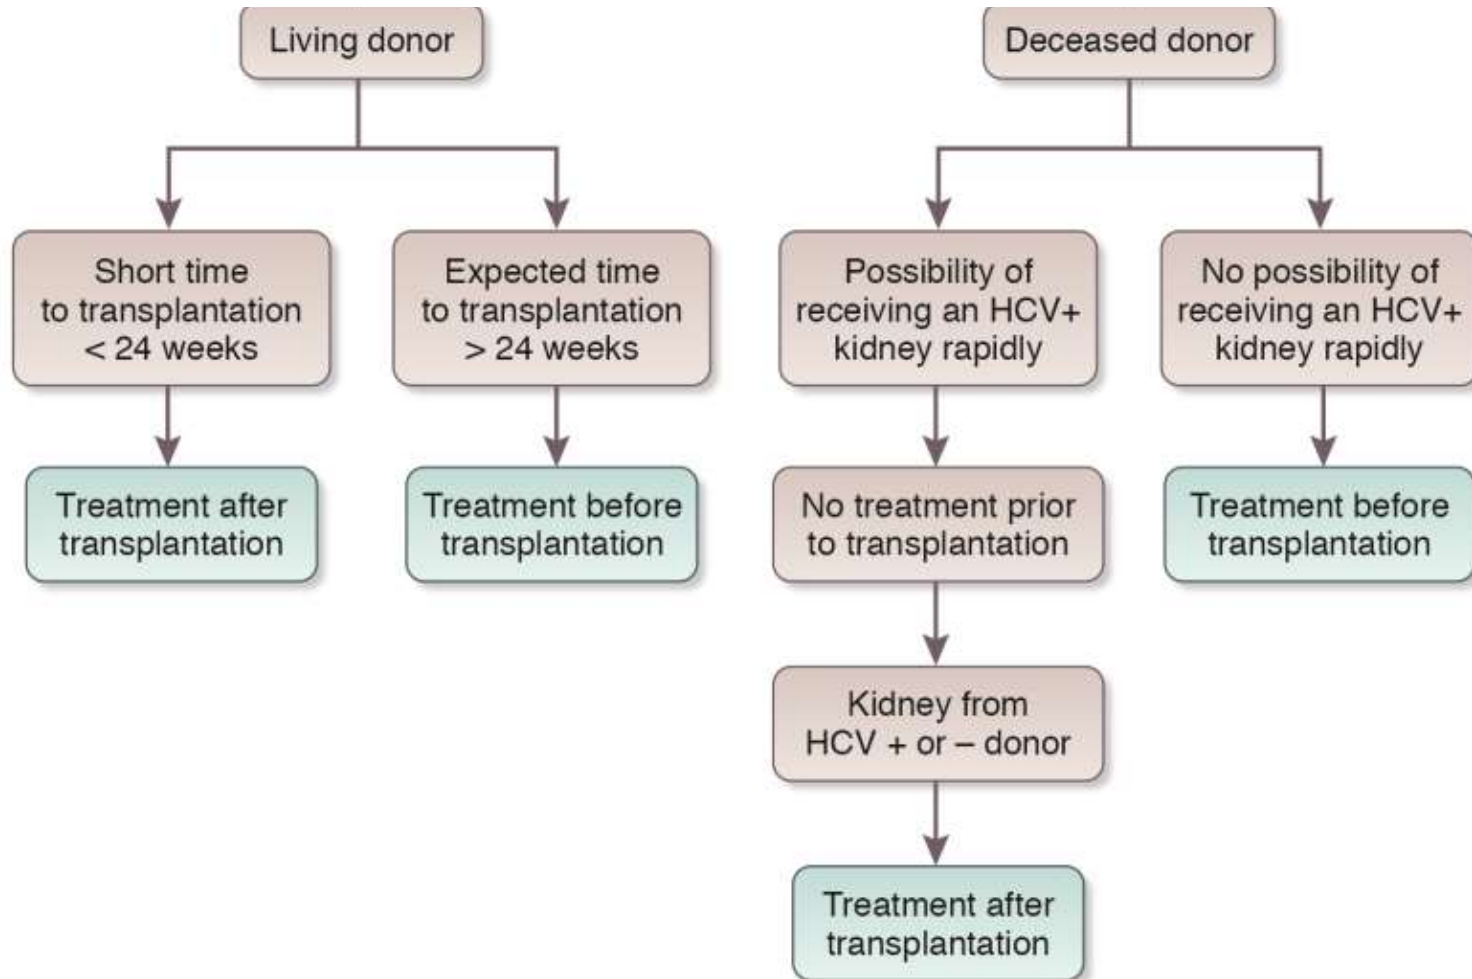 Living donor
Deceased donor
Short time
to transplantation
< 24 weeks
Expected time
to transplantation
> 24 weeks
Possibility of
receiving an HCV+
kidney rapidly
No possibility of
receiving an HCV+
kidney rapidly
Treatment after
transplantation
Treatment before
transplantation
No treatment prior
to transplantation
Treatment before
transplantation
Kidney from
HCV + or – donor
Treatment after
transplantation